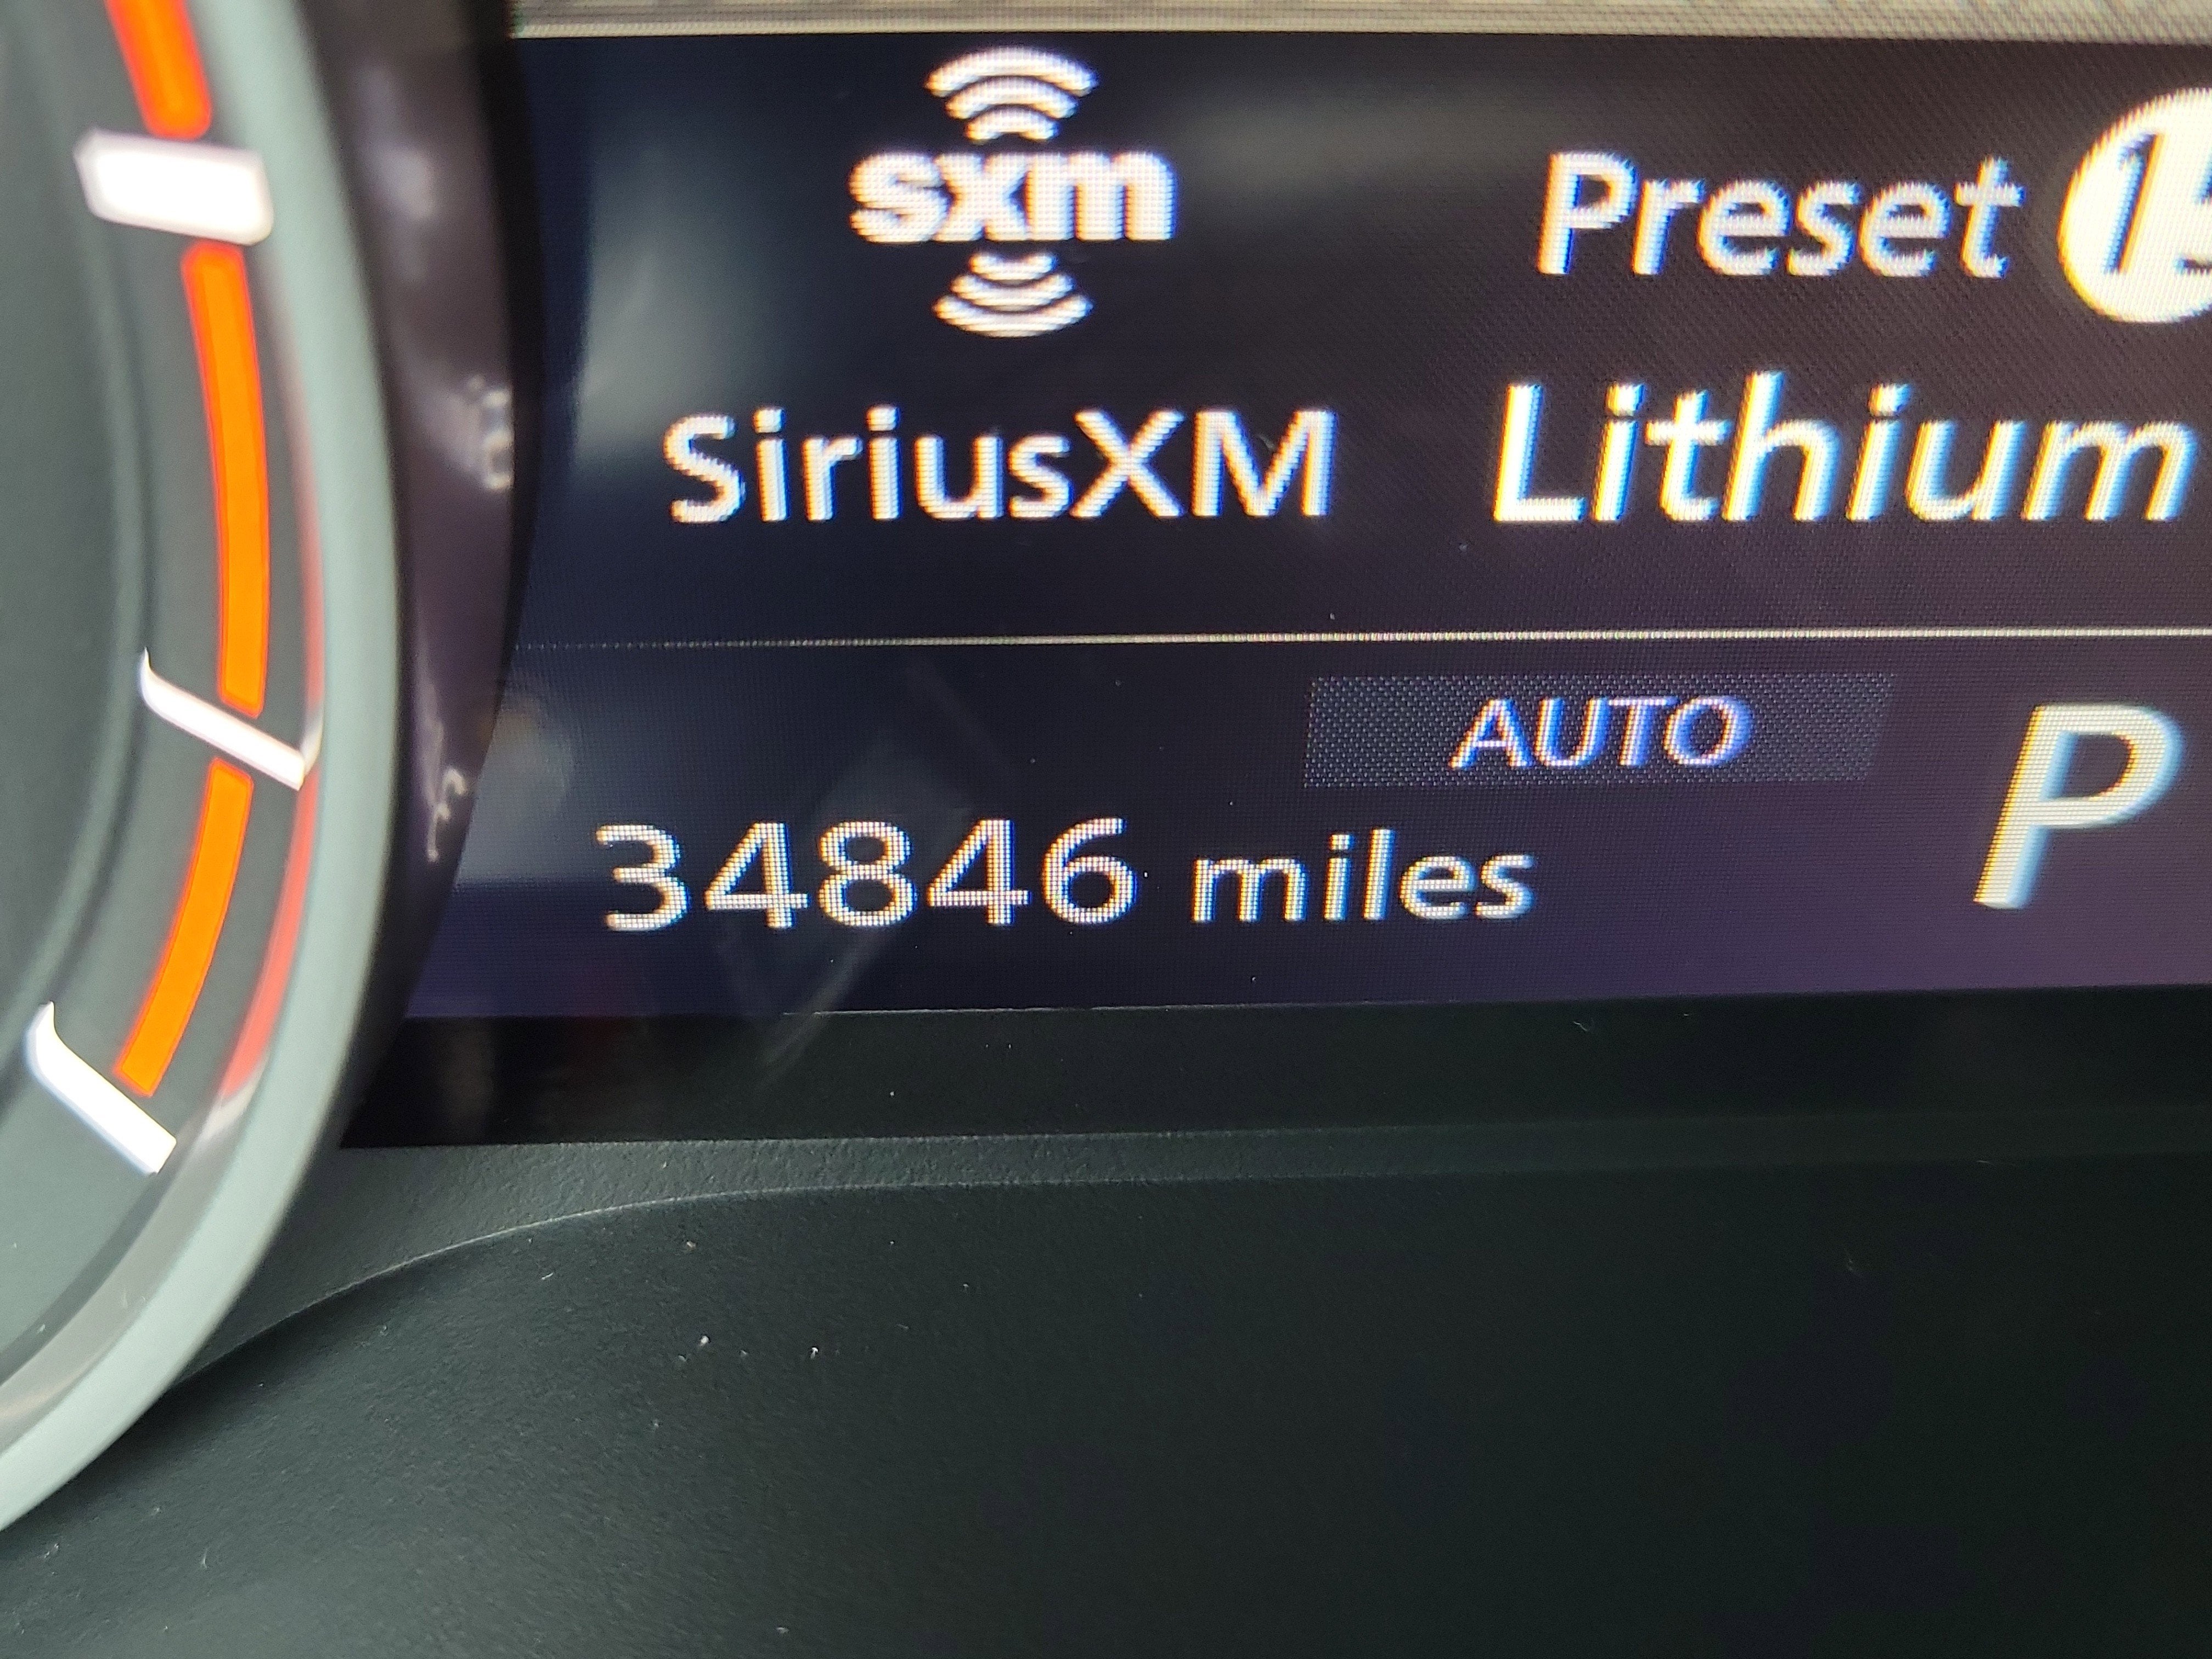 sxm
Preset
SiriusXM
Lithium
AUTO
P
34846 miles